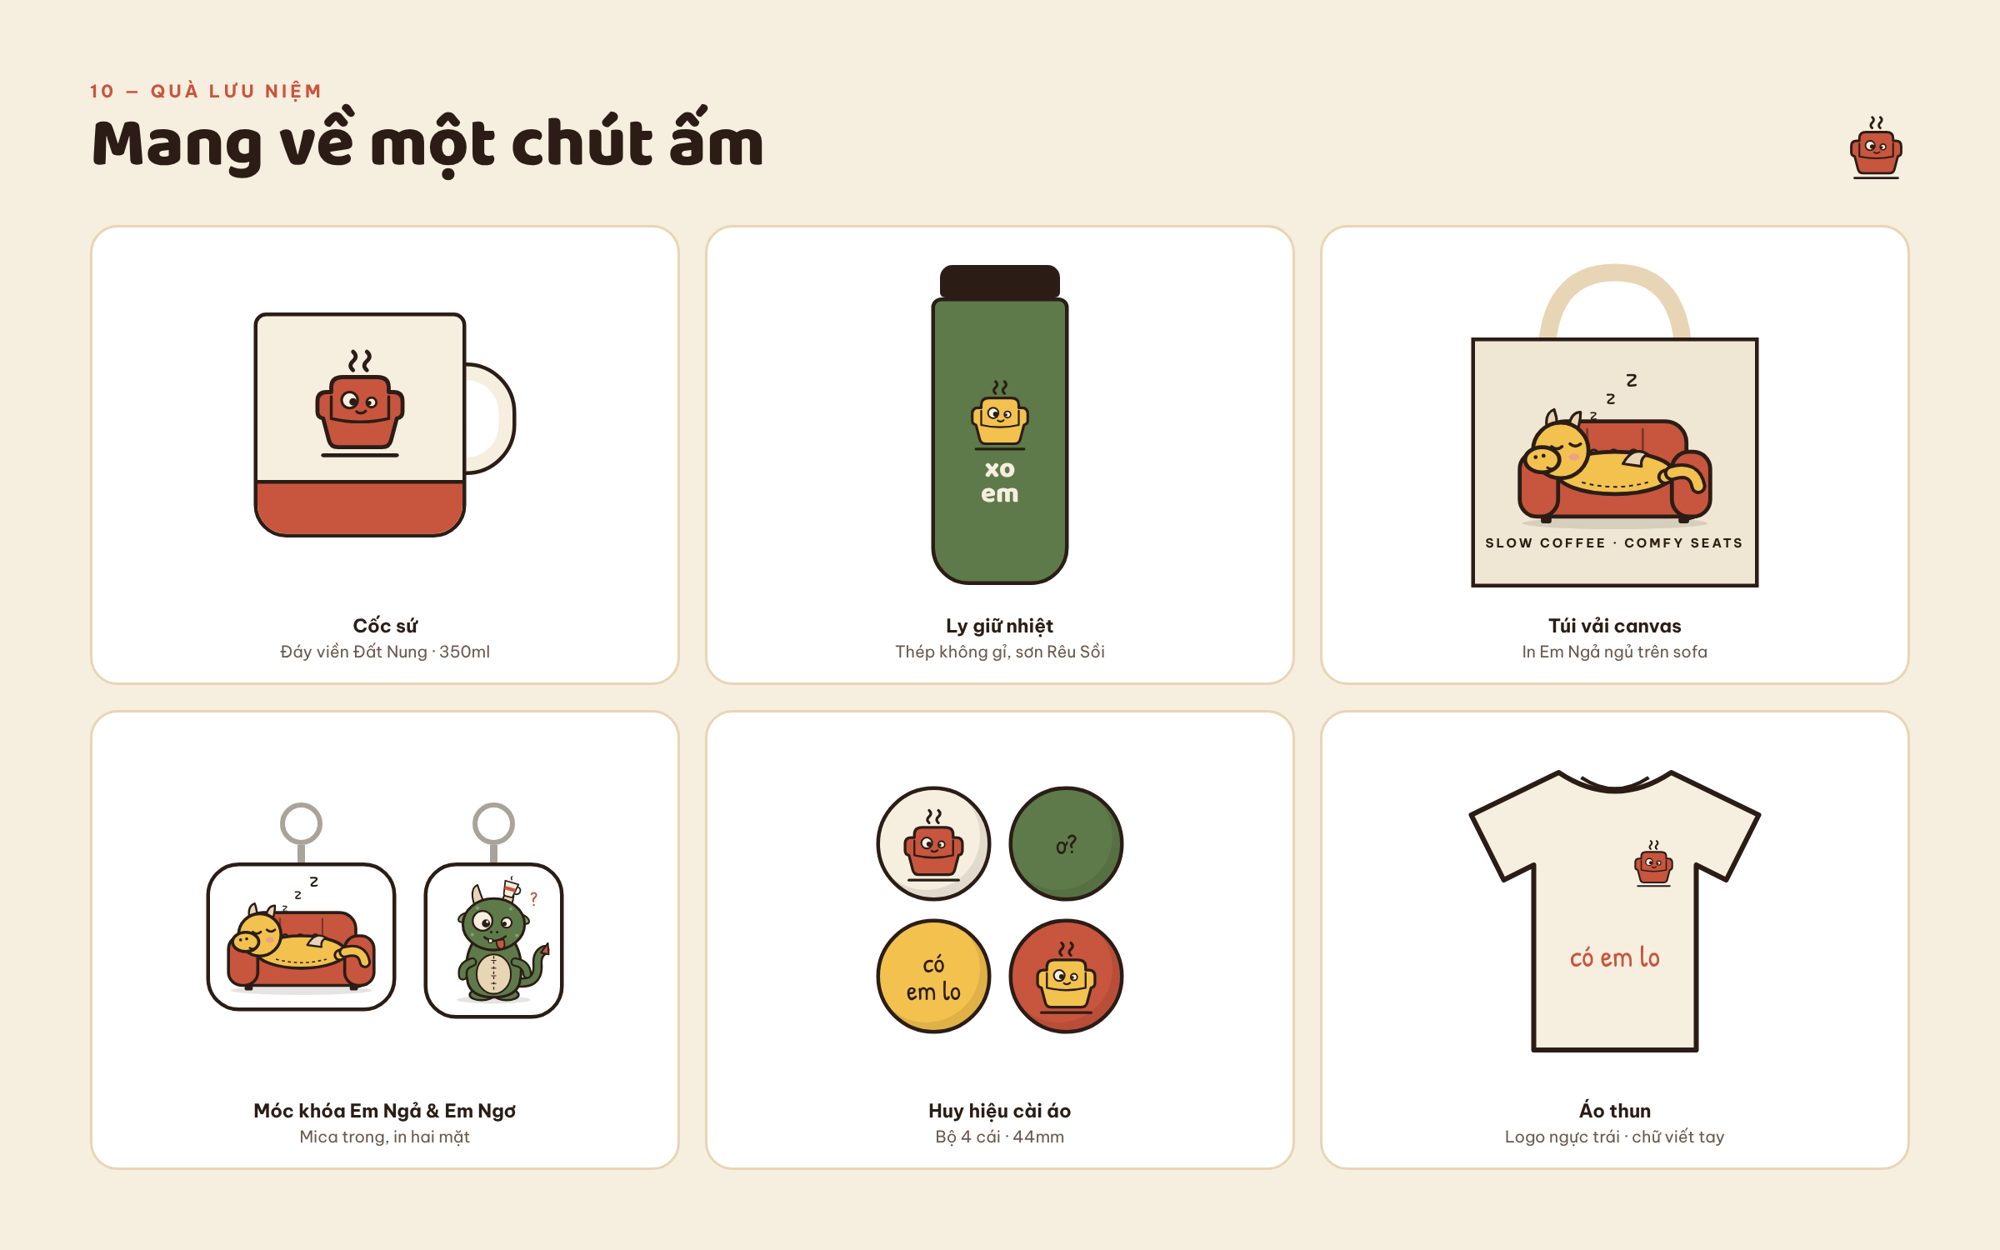 10 — QUÀ LƯU NIỆM
Mang về một chút ấm
xo
em
z
z
z
SLOW COFFEE · COMFY SEATS
Cốc sứ
Đáy viền Đất Nung · 350ml
Ly giữ nhiệt
Thép không gỉ, sơn Rêu Sồi
Túi vải canvas
In Em Ngả ngủ trên sofa
z
z
z
?
ơ?
có
em lo
có em lo
Móc khóa Em Ngả & Em Ngơ
Mica trong, in hai mặt
Huy hiệu cài áo
Bộ 4 cái · 44mm
Áo thun
Logo ngực trái · chữ viết tay